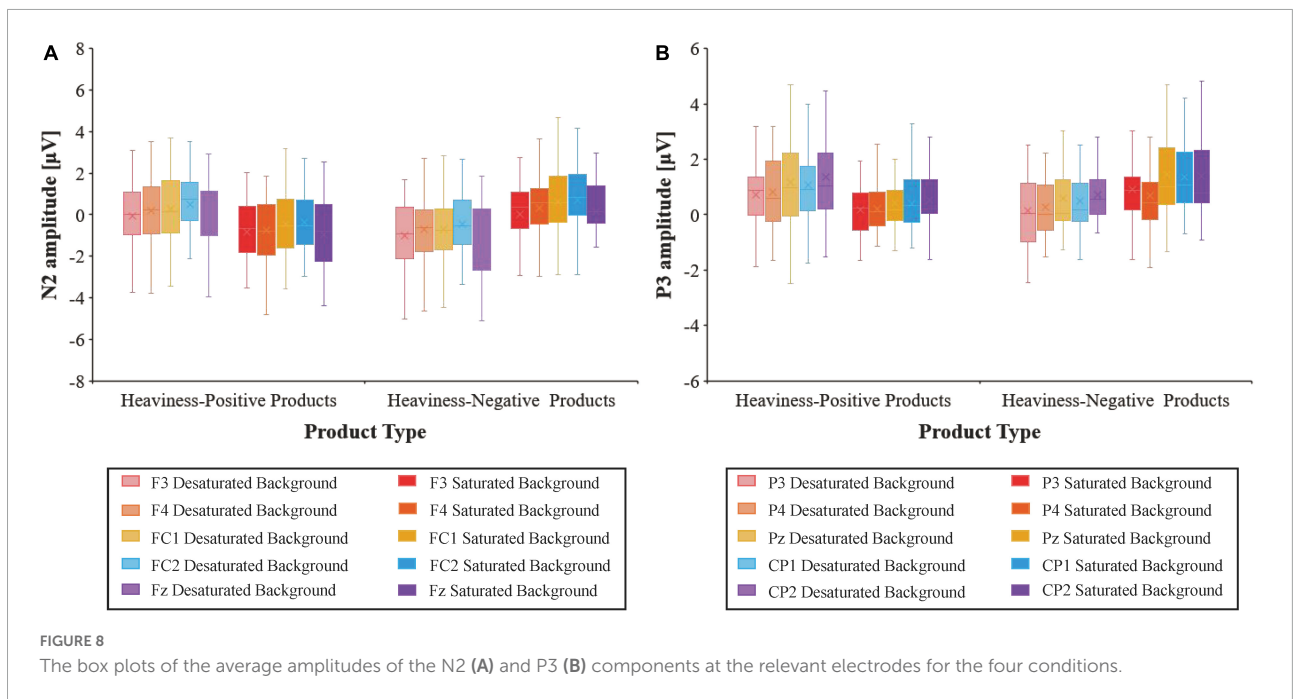 A
8
6
4
2
0
-2
-4
-6
-8
N2 amplitude [µV]
Heaviness-Positive Products
Heaviness-Negative Products
Product Type
F3 Desaturated Background
F3 Saturated Background
F4 Desaturated Background
F4 Saturated Background
FC1 Desaturated Background
FC1 Saturated Background
FC2 Desaturated Background
FC2 Saturated Background
Fz Desaturated Background
Fz Saturated Background
B
6
4
2
0
-2
-4
-6
P3 amplitude [µV]
Heaviness-Positive Products
Heaviness-Negative Products
Product Type
P3 Desaturated Background
P3 Saturated Background
P4 Desaturated Background
P4 Saturated Background
Pz Desaturated Background
Pz Saturated Background
CP1 Desaturated Background
CP1 Saturated Background
CP2 Desaturated Background
CP2 Saturated Background
FIGURE 8
The box plots of the average amplitudes of the N2 (A) and P3 (B) components at the relevant electrodes for the four conditions.